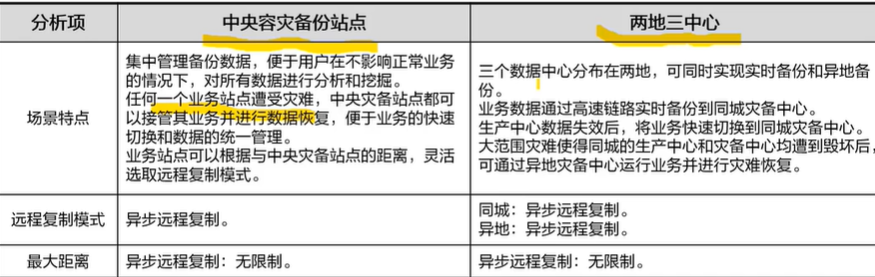 分析项
中央容灾备份站点
两地三中心
场景特点
集中管理备份数据，便于用户在不影响正常业务
的情况下，对所有数据进行分析和挖掘。
任何一个业务站点遭受灾难，中央灾备站点都可
以接管其业务并进行数据恢复，便于业务的快速
切换和数据的统一管理。
业务站点可以根据与中央灾备站点的距离，灵活
选取远程复制模式。
三个数据中心分布在两地，可同时实现实时备份和异地备
份。
业务数据通过高速链路实时备份到同城灾备中心。
生产中心数据失效后，将业务快速切换到同城灾备中心。
大范围灾难使得同城的生产中心和灾备中心均遭到毁坏后，
可通过异地灾备中心运行业务并进行灾难恢复。
远程复制模式
异步远程复制。
同城：异步远程复制。
异地：异步远程复制。
最大距离
异步远程复制：无限制。
异步远程复制：无限制。